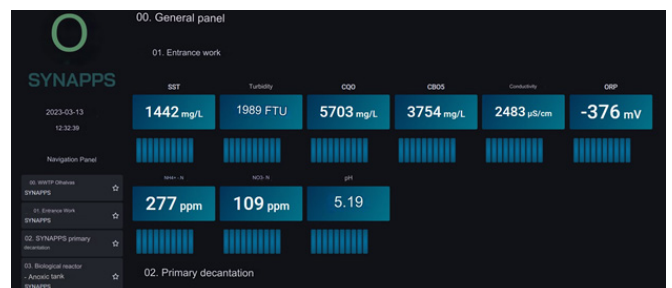 00. General panel
01. Entrance work
SYNAPPS
2023-03-13
12:32:39
Navigation Panel
00. WWTP Olhalvas
SYNAPPS
01. Entrance Work
SYNAPPS
02. SYNAPPS primary
decantation
03. Biological reactor
- Anoxic tank
SYNAPPS
SST
Turbidity
CQO
CBO5
Conductivity
ORP
1442 mg/L
1989 FTU
5703 mg/L
3754 mg/L
2483 µS/cm
-376 mV
NH4+ - N
NO3- N
pH
277 ppm
109 ppm
5.19
02. Primary decantation